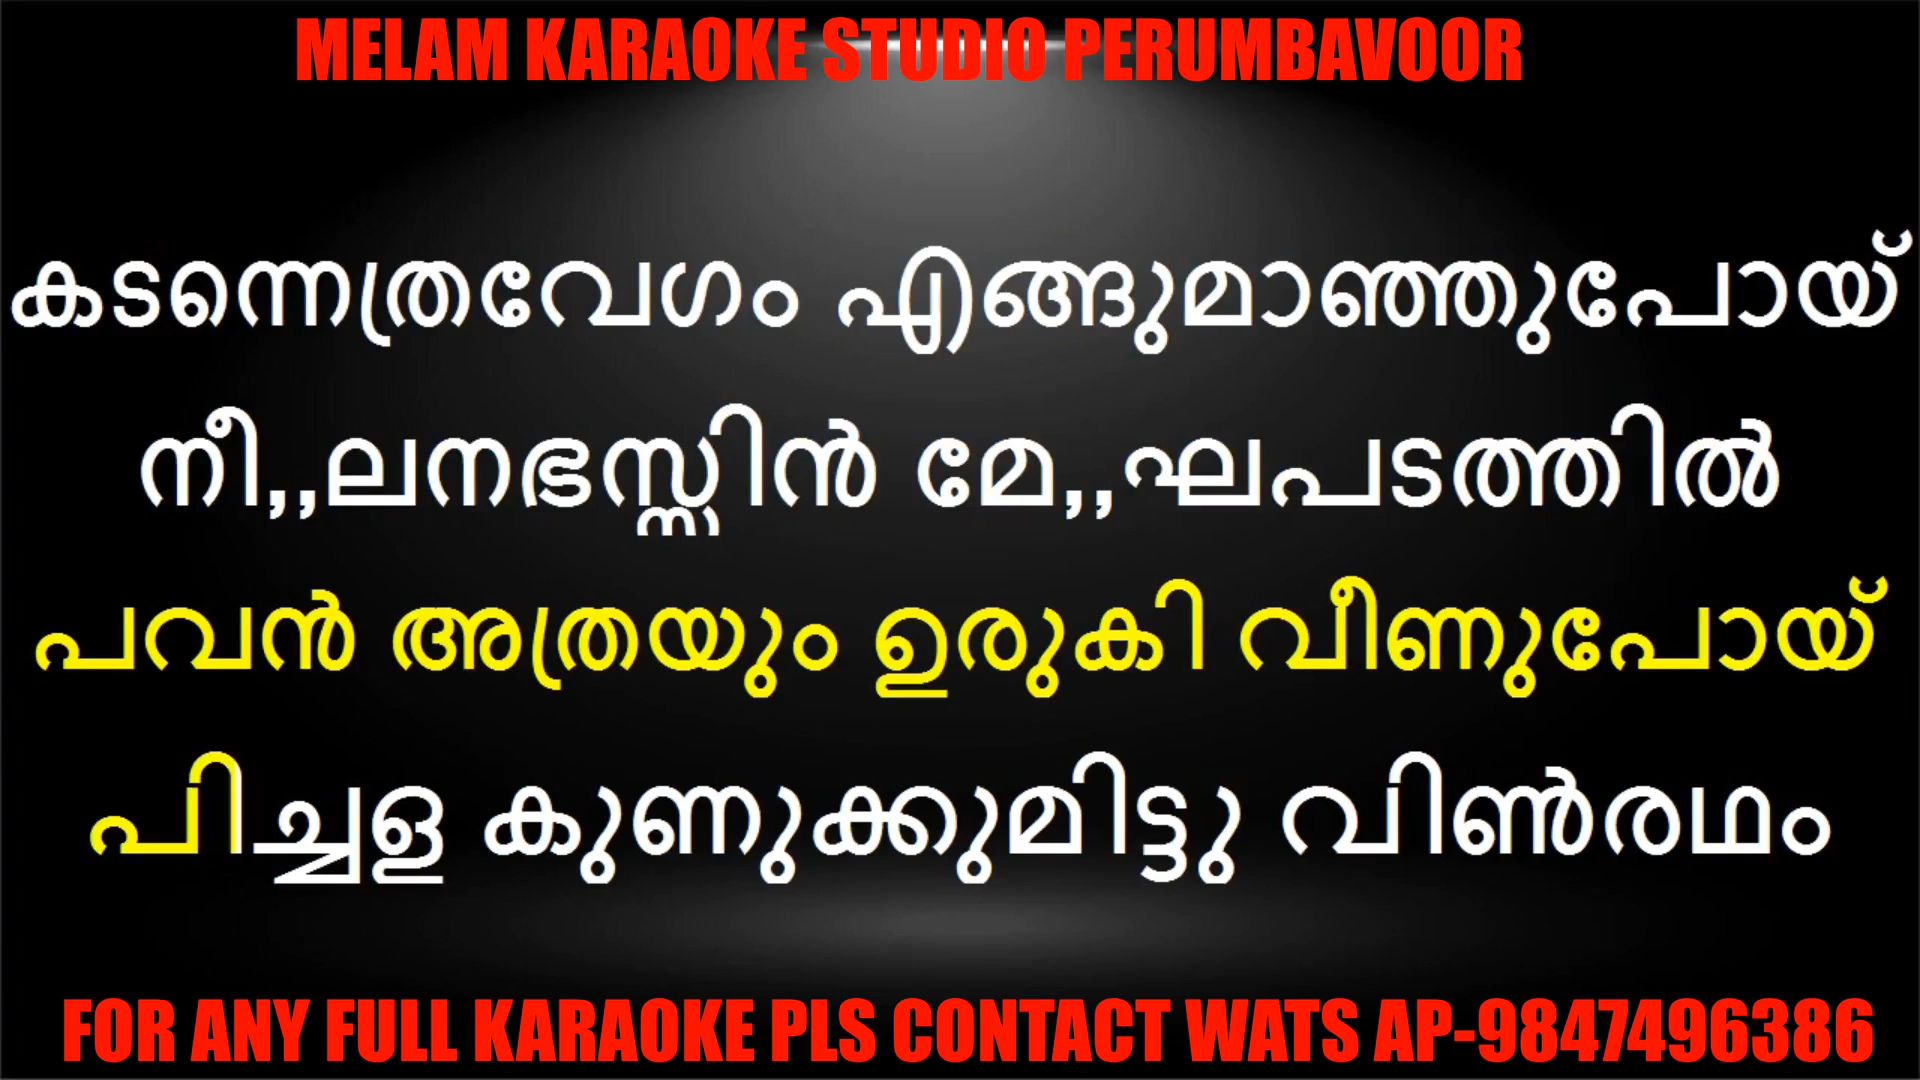 MELAM KARAOKE STUDIO PERUMBAVOOR
കടന്നെത്രവേഗം എങ്ങുമാഞ്ഞുപോയ്
നീ,,ലനഭസ്സിൻ മേ,,ഘപടത്തിൽ
പവൻ അത്രയും ഉരുകി വീണുപോയ്
പിച്ചള കുണുക്കുമിട്ടു വിൺരഥം
FOR ANY FULL KARAOKE PLS CONTACT WATS AP-9847496386